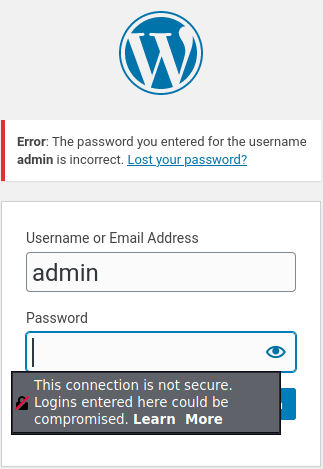 Error: The password you entered for the username
admin is incorrect. Lost your password?
Username or Email Address
admin
Password
This connection is not secure.
Logins entered here could be
compromised. Learn More